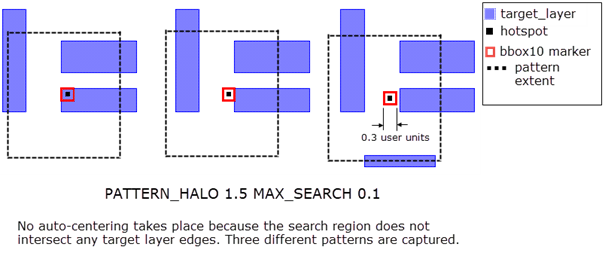 target_layer
hotspot
bbox10 marker
pattern
extent
0.3 user units
PATTERN_HALO 1.5 MAX_SEARCH 0.1
No auto-centering takes place because the search region does not
intersect any target layer edges. Three different patterns are captured.